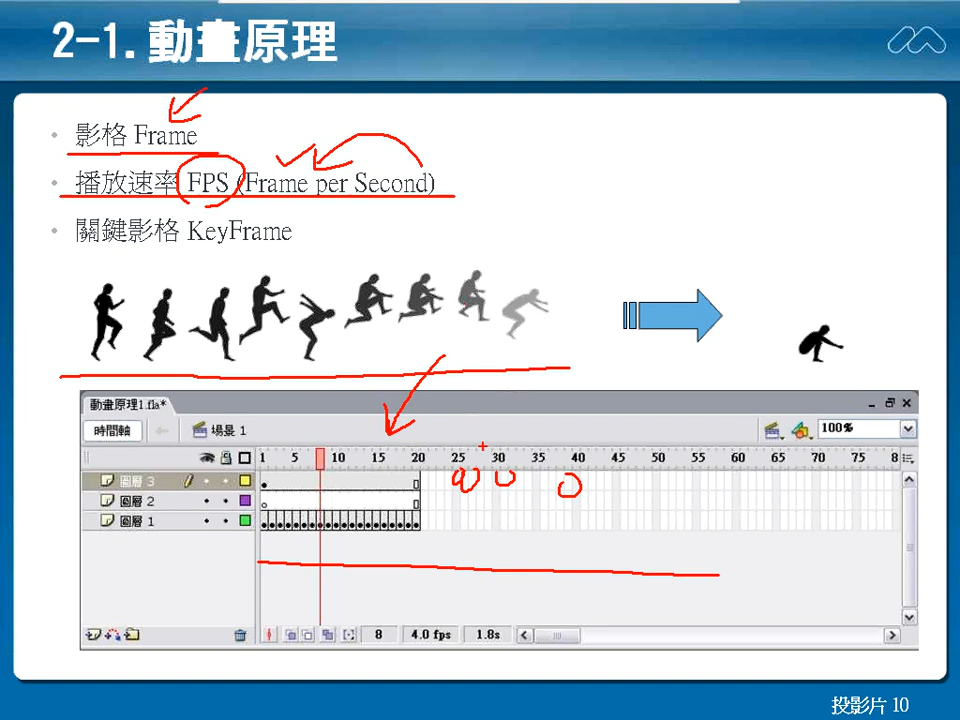 2-1.動畫原理
• 影格 Frame
• 播放速率 FPS (Frame per Second)
• 關鍵影格 KeyFrame
動畫原理1.fla*
時間軸 場景 1 100%
1 5 10 15 20 25 30 35 40 45 50 55 60 65 70 75 8
圖層 3
圖層 2
圖層 1
8 4.0 fps 1.8s
投影片 10